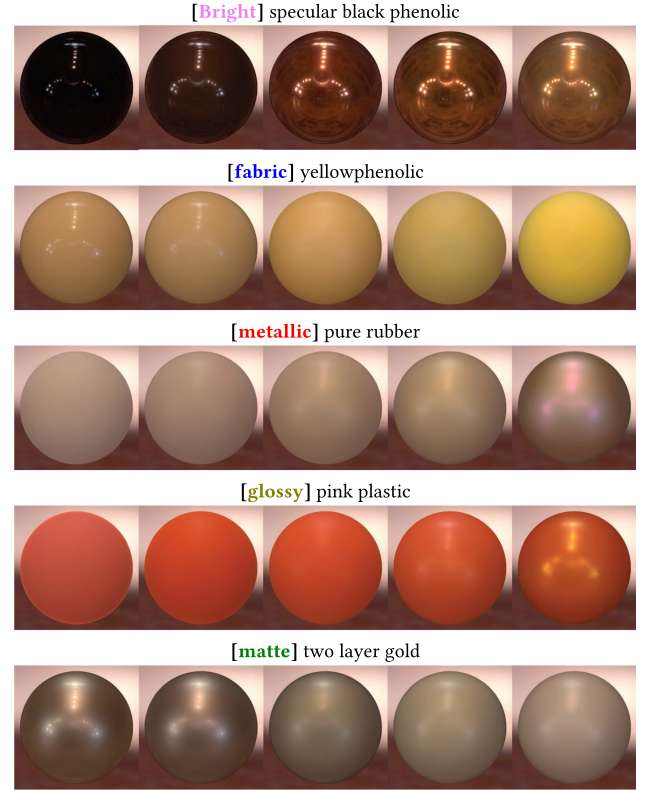 [Bright] specular black phenolic
[fabric] yellowphenolic
[metallic] pure rubber
[glossy] pink plastic
[matte] two layer gold